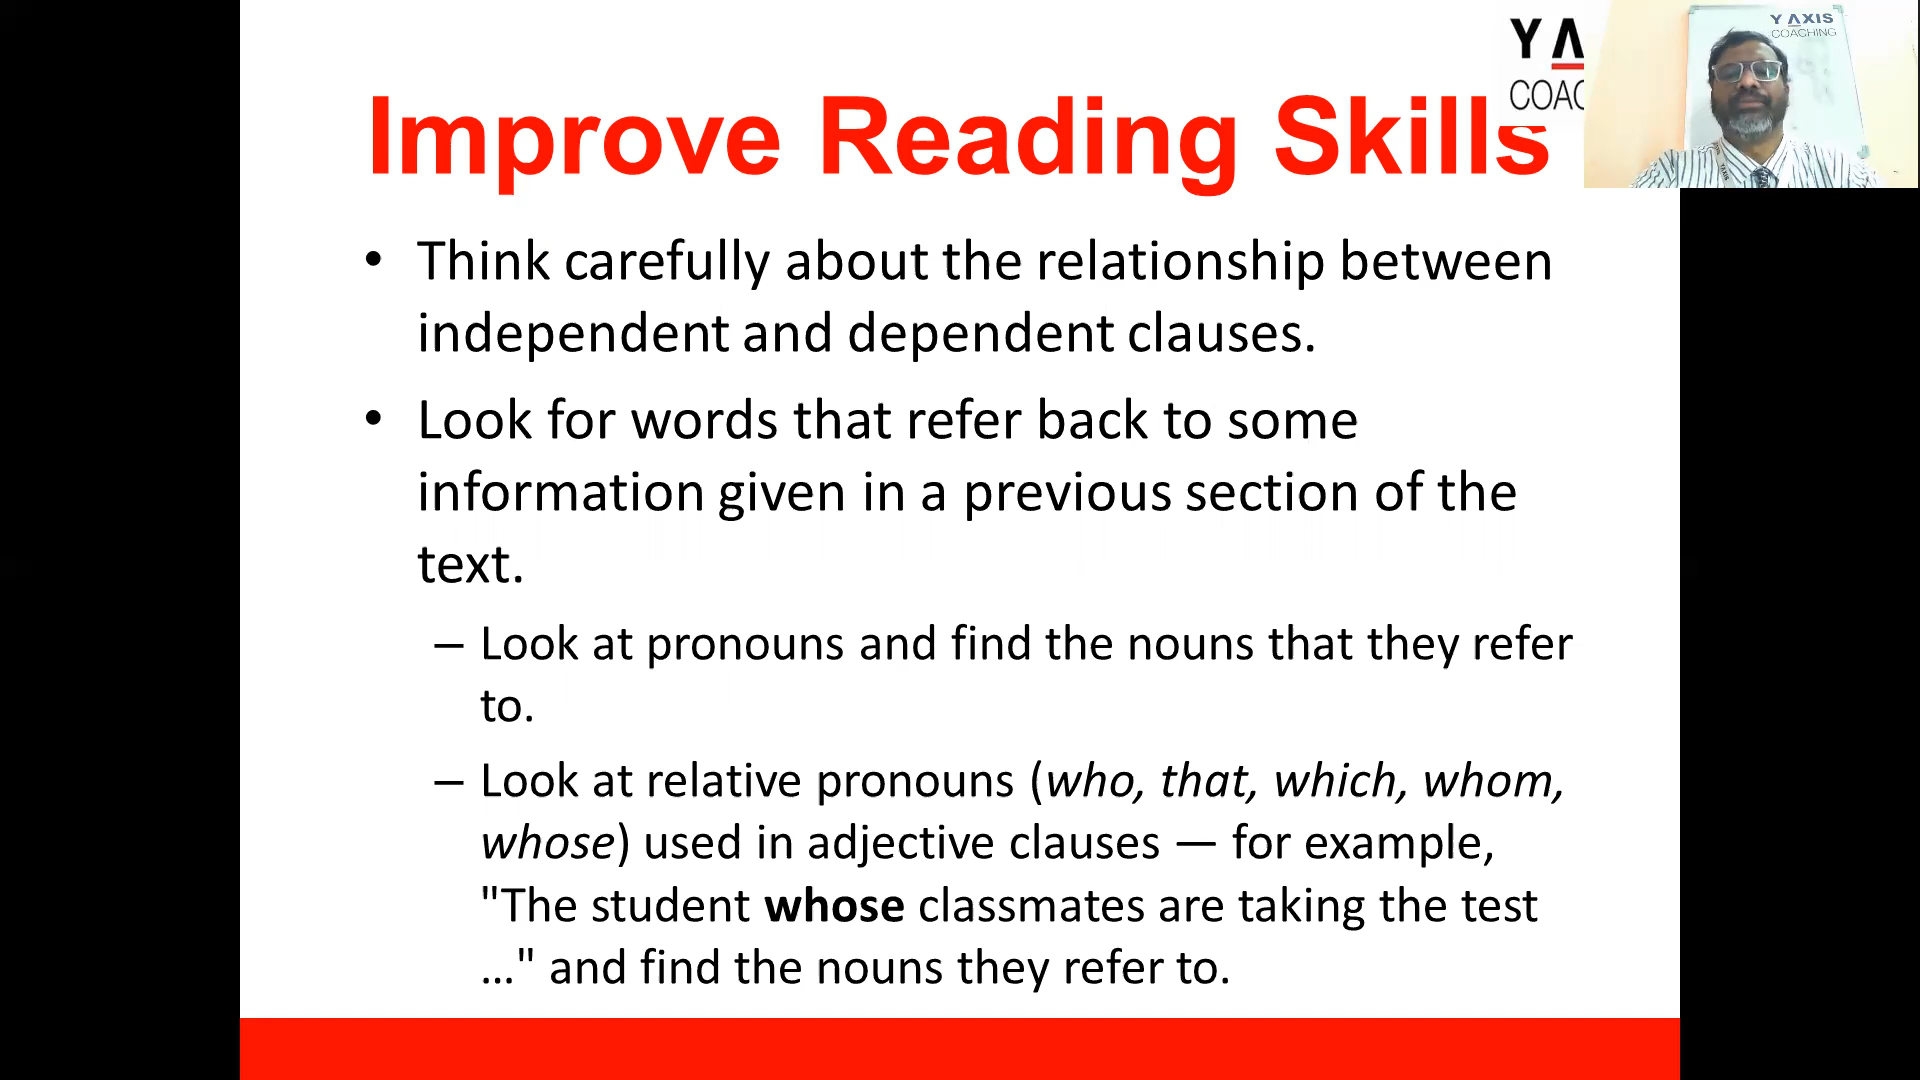 Y AXIS
COACHING
Improve Reading Skills
• Think carefully about the relationship between
independent and dependent clauses.
• Look for words that refer back to some
information given in a previous section of the
text.
– Look at pronouns and find the nouns that they refer
to.
– Look at relative pronouns (who, that, which, whom,
whose) used in adjective clauses — for example,
"The student whose classmates are taking the test
..." and find the nouns they refer to.